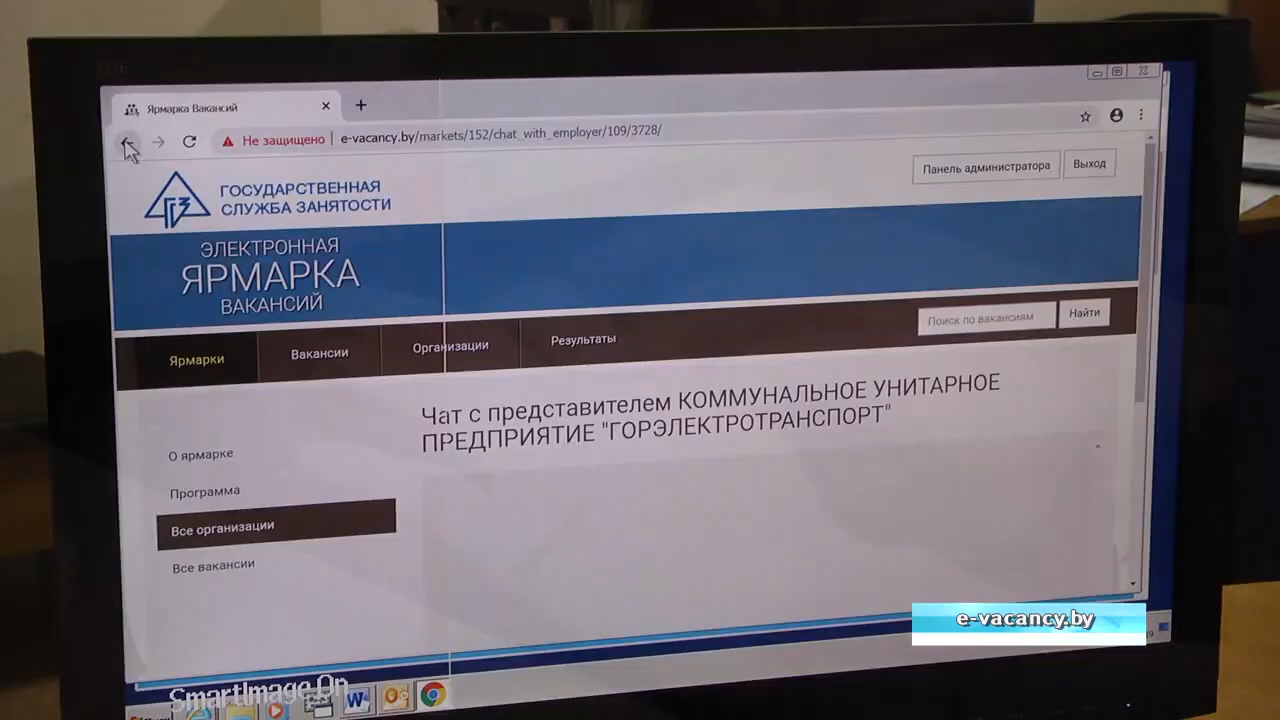 Ярмарка Вакансий
Не защищено
e-vacancy.by/markets/152/chat_with_employer/109/3728/
ГОСУДАРСТВЕННАЯ
СЛУЖБА ЗАНЯТОСТИ
Панель администратора
Выход
ЭЛЕКТРОННАЯ
ЯРМАРКА
ВАКАНСИЙ
Ярмарки
Вакансии
Организации
Результаты
Поиск по вакансиям
Найти
Чат с представителем КОММУНАЛЬНОЕ УНИТАРНОЕ
ПРЕДПРИЯТИЕ "ГОРЭЛЕКТРОТРАНСПОРТ"
О ярмарке
Программа
Все организации
Все вакансии
e-vacancy.by
SmartImage On